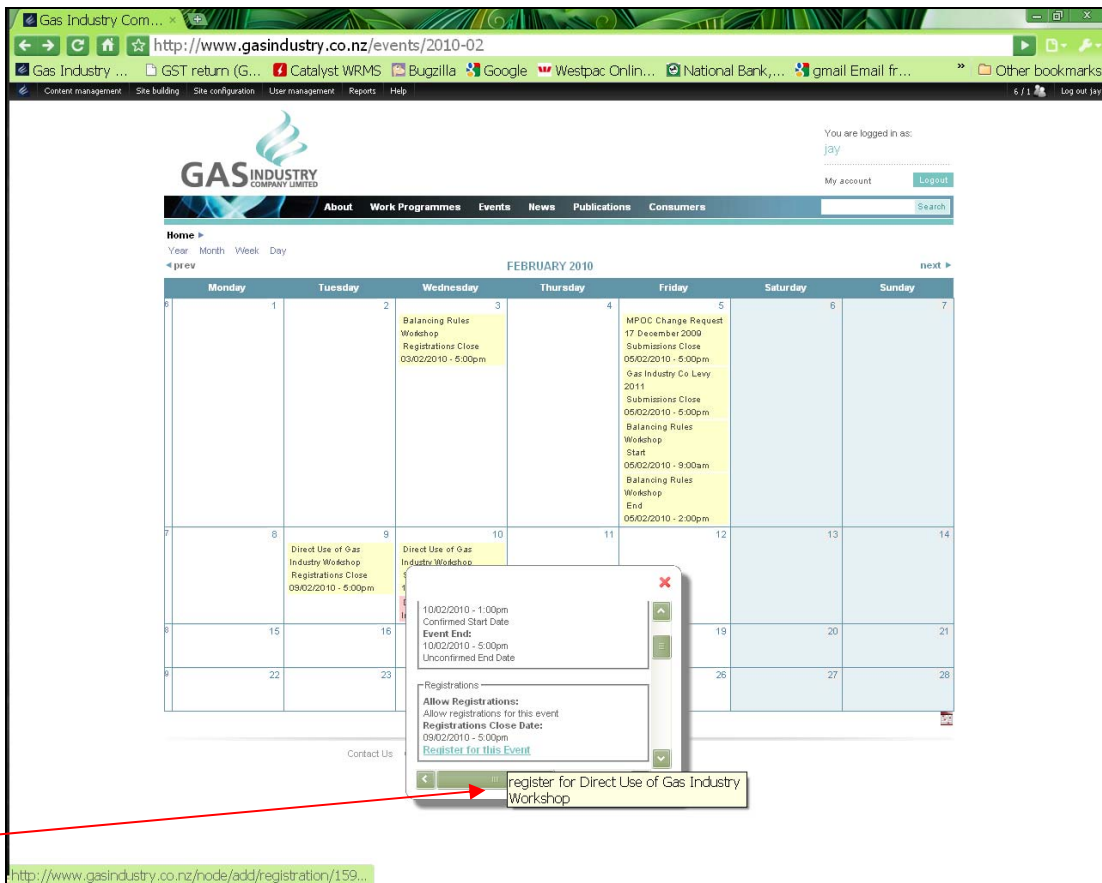 Gas Industry Com...
http://www.gasindustry.co.nz/events/2010-02
Gas Industry ... GST return (G... Catalyst WRMS Bugzilla Google Westpac Onlin... National Bank,... gmail Email fr... » Other bookmarks
Content management Site building Site configuration User management Reports Help 6 / 1 Log out jay
You are logged in as:
jay
GAS INDUSTRY
COMPANY LIMITED
My account Logout
About Work Programmes Events News Publications Consumers Search
Home
Year Month Week Day
prev FEBRUARY 2010 next
Monday Tuesday Wednesday Thursday Friday Saturday Sunday
6 1 2 3 4 5 6 7
Balancing Rules
Workshop
Registrations Close
03/02/2010 - 5:00pm
MPOC Change Request
17 December 2009
Submissions Close
05/02/2010 - 5:00pm
Gas Industry Co Levy
2011
Submissions Close
05/02/2010 - 5:00pm
Balancing Rules
Workshop
Start
05/02/2010 - 9:00am
Balancing Rules
Workshop
End
05/02/2010 - 2:00pm
7 8 9 10 11 12 13 14
Direct Use of Gas
Industry Workshop
Registrations Close
09/02/2010 - 5:00pm
Direct Use of Gas
Industry Workshop
10/02/2010 - 1:00pm
Confirmed Start Date
Event End:
10/02/2010 - 5:00pm
Unconfirmed End Date
Registrations
Allow Registrations:
Allow registrations for this event
Registrations Close Date:
09/02/2010 - 5:00pm
Register for this Event
register for Direct Use of Gas Industry
Workshop
8 15 16 19 20 21
9 22 23 26 27 28
Contact Us
http://www.gasindustry.co.nz/node/add/registration/159...